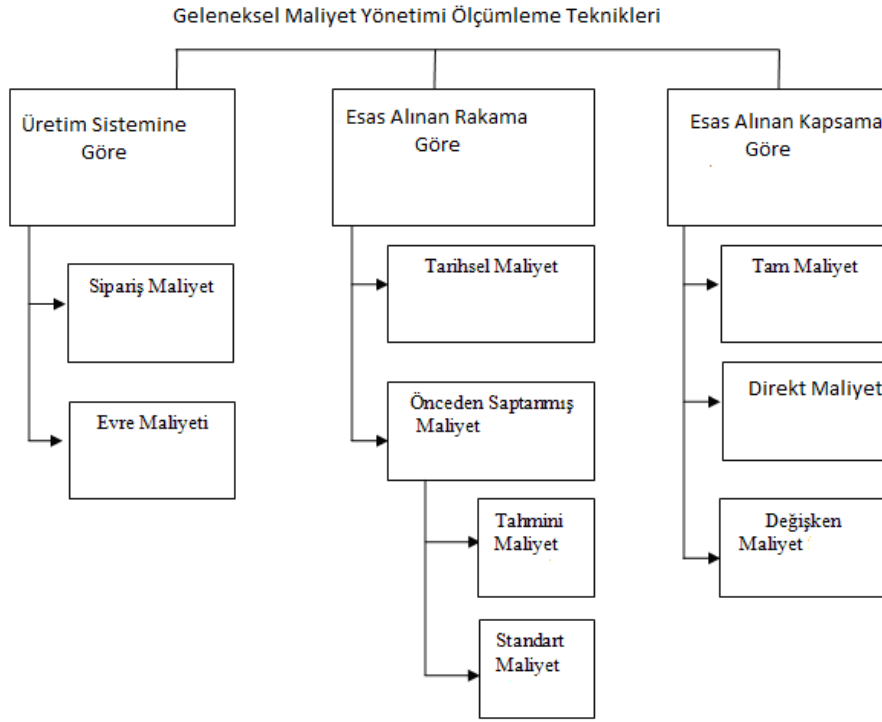 Geleneksel Maliyet Yönetimi Ölçümleme Teknikleri
Üretim Sistemine
Göre
Sipariş Maliyet
Evre Maliyeti
Esas Alınan Rakama
Göre
Tarihsel Maliyet
Önceden Saptanmış
Maliyet
Tahmini
Maliyet
Standart
Maliyet
Esas Alınan Kapsama
Göre
Tam Maliyet
Direkt Maliyet
Değişken
Maliyet